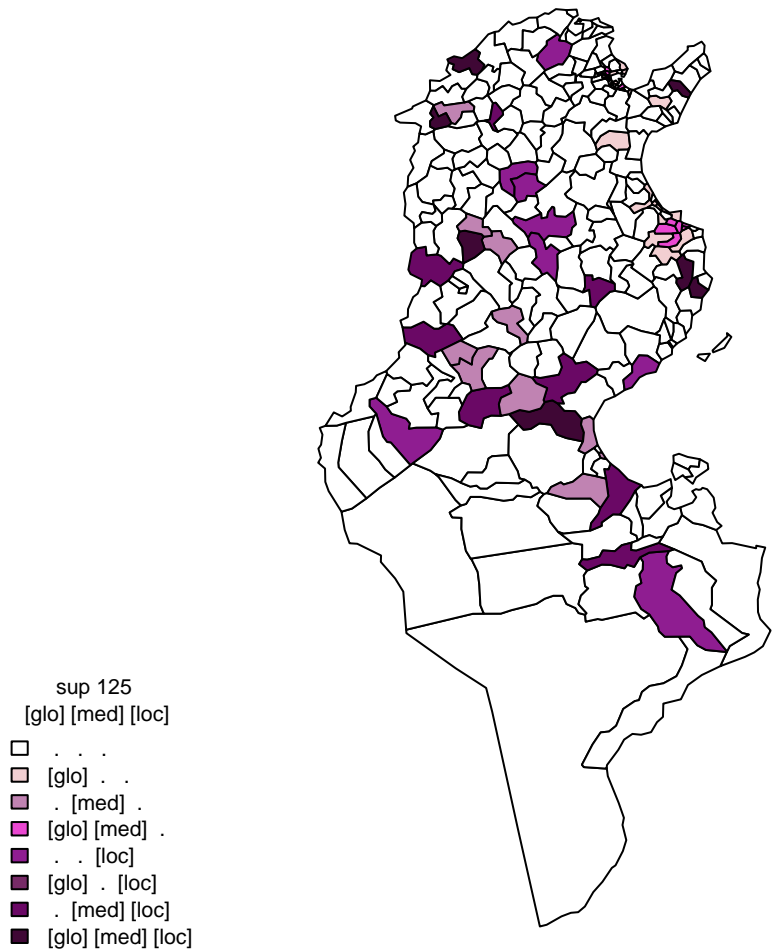 sup 125
[glo] [med] [loc]
. . .
[glo] . .
. [med] .
[glo] [med] .
. . [loc]
[glo] . [loc]
. [med] [loc]
[glo] [med] [loc]